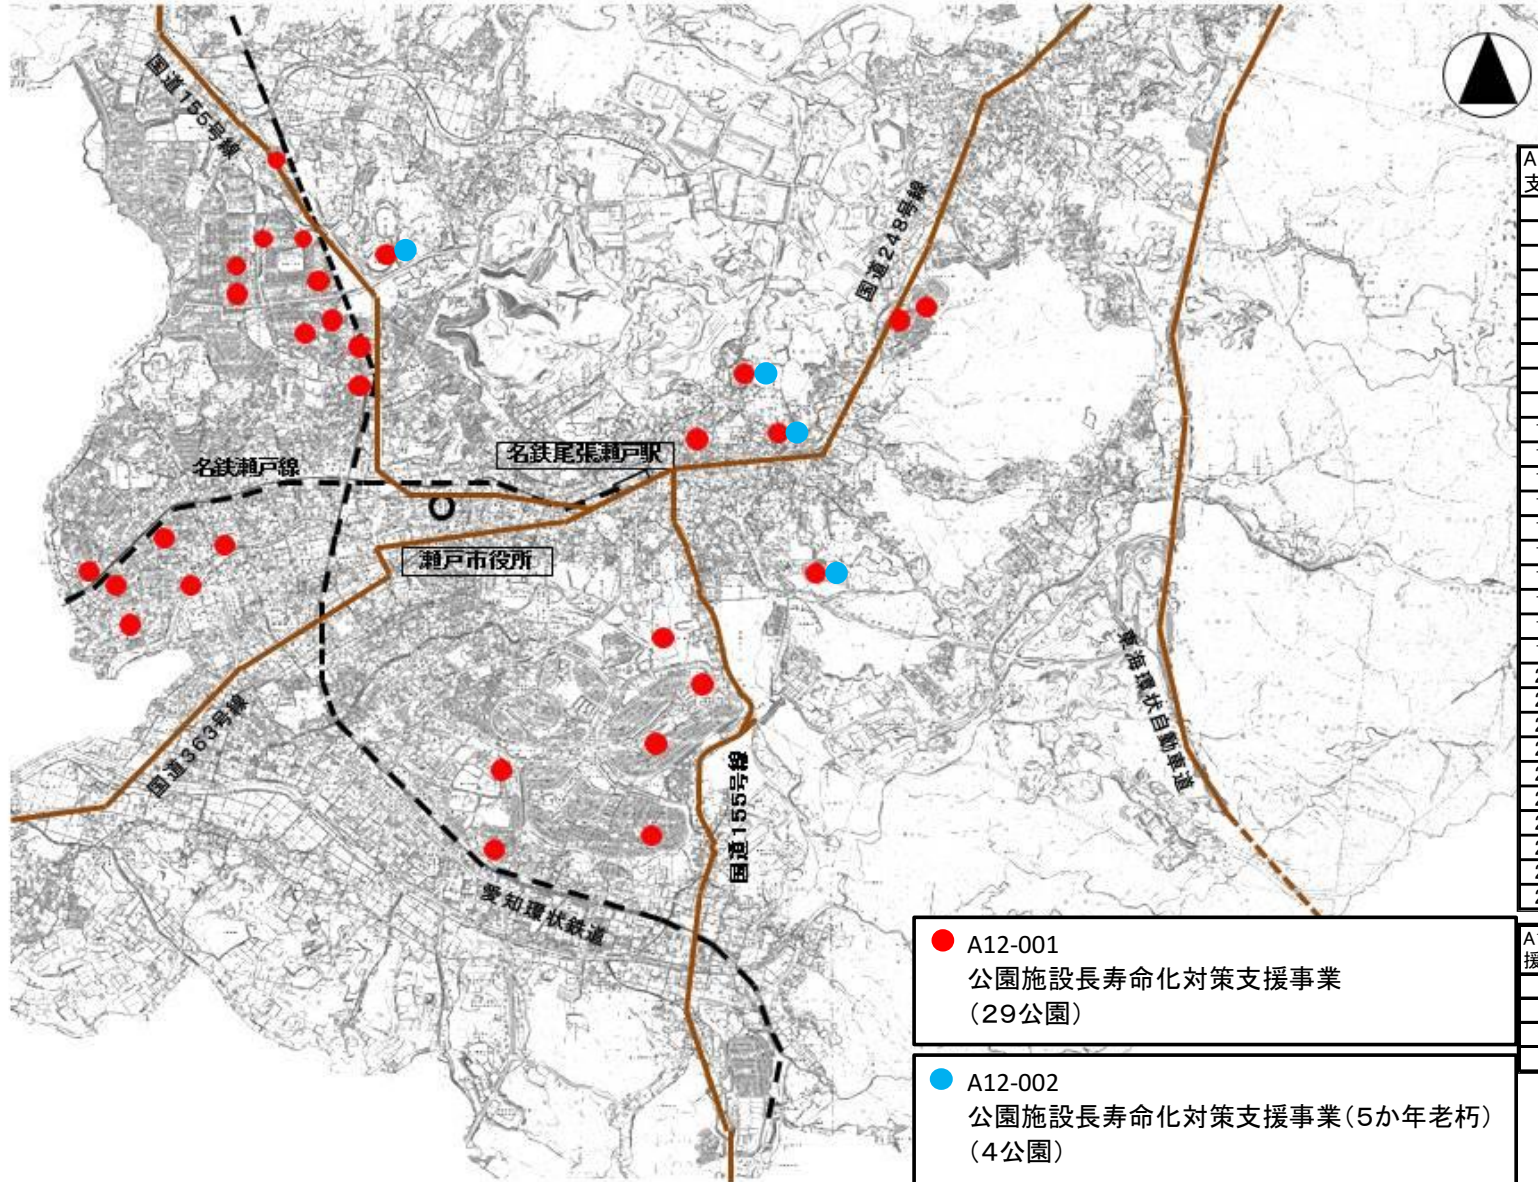 国道155号線
国道248号線
名鉄尾張瀬戸駅
名鉄瀬戸線
瀬戸市役所
東海環状自動車道
国道363号線
国道155号線
愛知環状鉄道
A12-001
公園施設長寿命化対策支援事業
(29公園)
A12-002
公園施設長寿命化対策支援事業(5か年老朽)
(4公園)
A
支
A
援